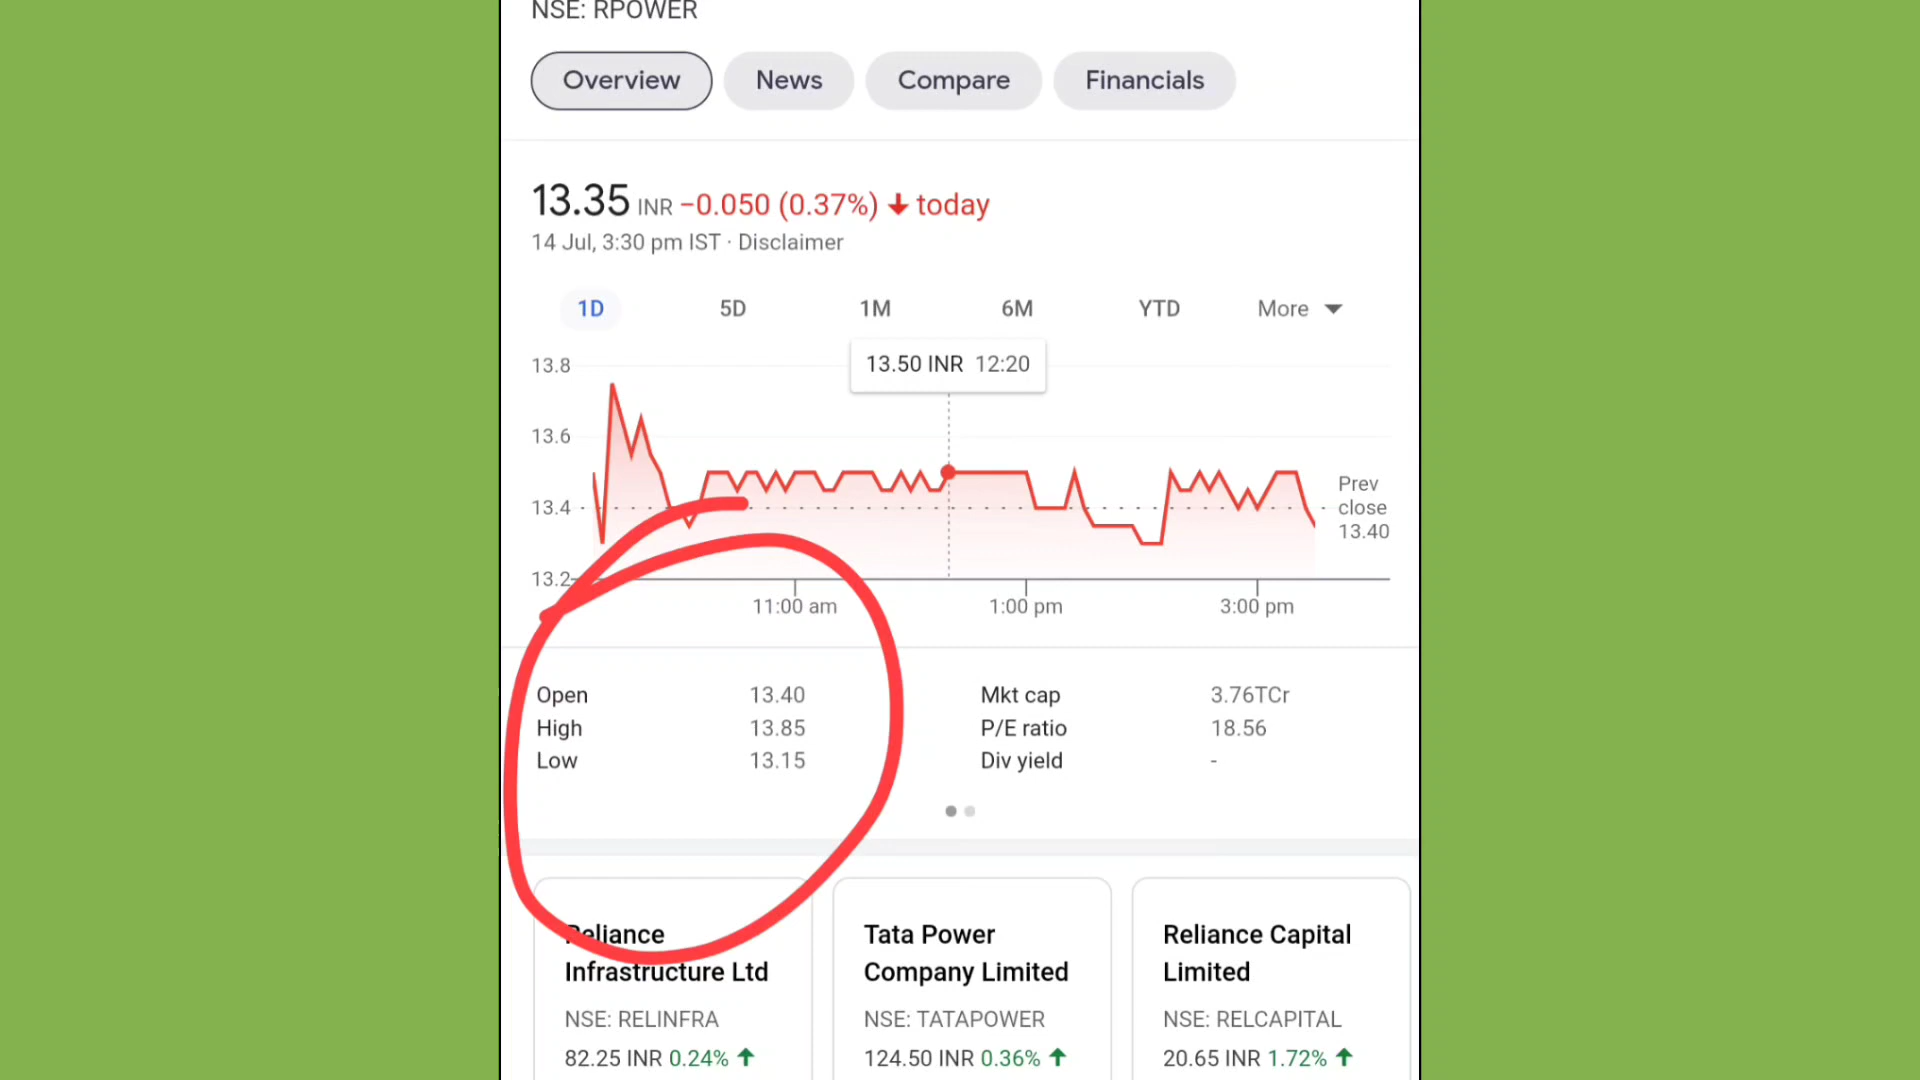 NSE: RPOWER
Overview News Compare Financials
13.35 INR −0.050 (0.37%) ↓ today
14 Jul, 3:30 pm IST · Disclaimer
1D 5D 1M 6M YTD More
13.50 INR 12:20
13.8
13.6
13.4
13.2
Prev
close
13.40
11:00 am 1:00 pm 3:00 pm
Open 13.40 Mkt cap 3.76TCr
High 13.85 P/E ratio 18.56
Low 13.15 Div yield -
Reliance
Infrastructure Ltd
NSE: RELINFRA
82.25 INR 0.24% ↑
Tata Power
Company Limited
NSE: TATAPOWER
124.50 INR 0.36% ↑
Reliance Capital
Limited
NSE: RELCAPITAL
20.65 INR 1.72% ↑